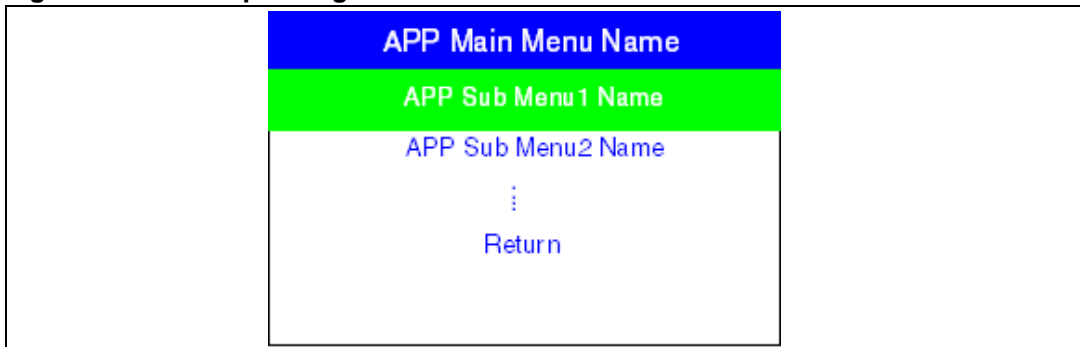 APP Main Menu Name
APP Sub Menu1 Name
APP Sub Menu2 Name
Return